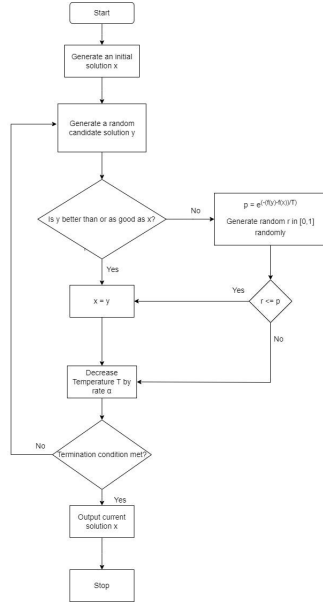 Start
Generate an initial
solution x
Generate a random
candidate solution y
Is y better than or as good as x?
No
p = e^(-(f(y)-f(x))/T)
Generate random r in [0,1]
randomly
Yes
x = y
Yes
r <= p
No
Decrease
Temperature T by
rate α
No
Termination condition met?
Yes
Output current
solution x
Stop